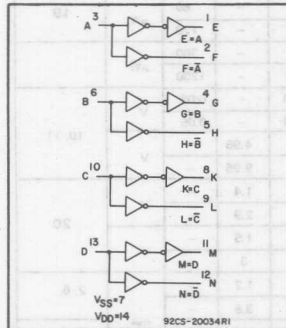 A 3 1 E
E=A
2 F
F=A̅
B 6 4 G
G=B
5 H
H=B̅
C 10 8 K
K=C
9 L
L=C̅
D 13 11 M
M=D
12 N
N=D̅
VSS=7
VDD=14
92CS-20034R1